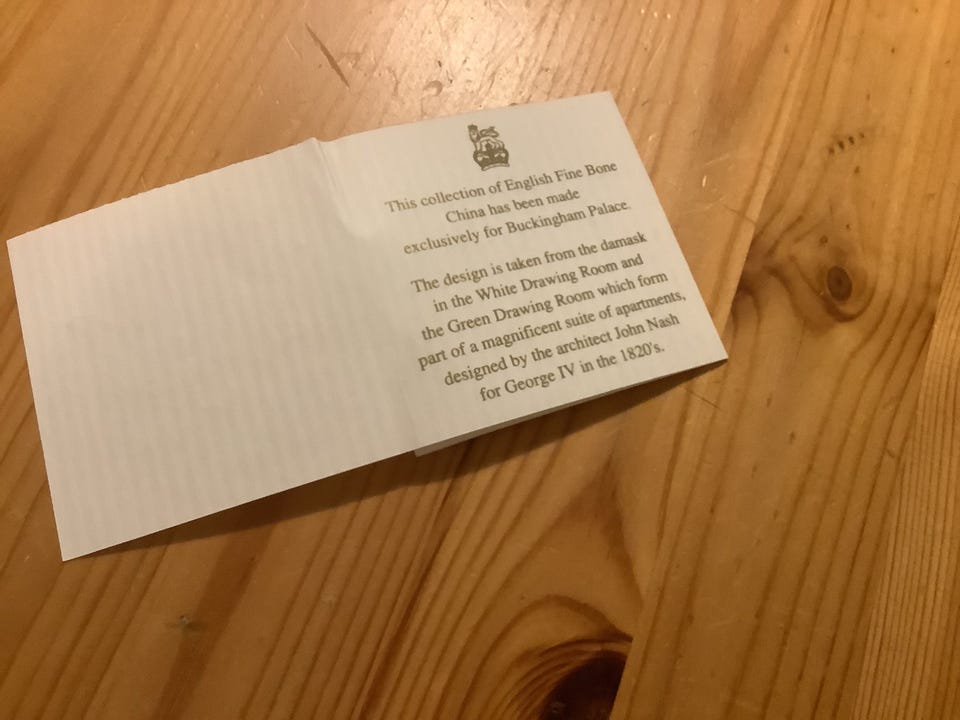 This collection of English Fine Bone
China has been made
exclusively for Buckingham Palace.
The design is taken from the damask
in the White Drawing Room and
the Green Drawing Room which form
part of a magnificent suite of apartments,
designed by the architect John Nash
for George IV in the 1820's.